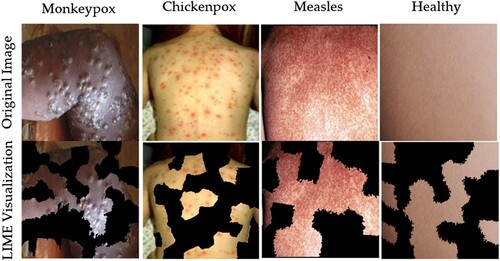 Monkeypox
Chickenpox
Measles
Healthy
Original Image
LIME Visualization